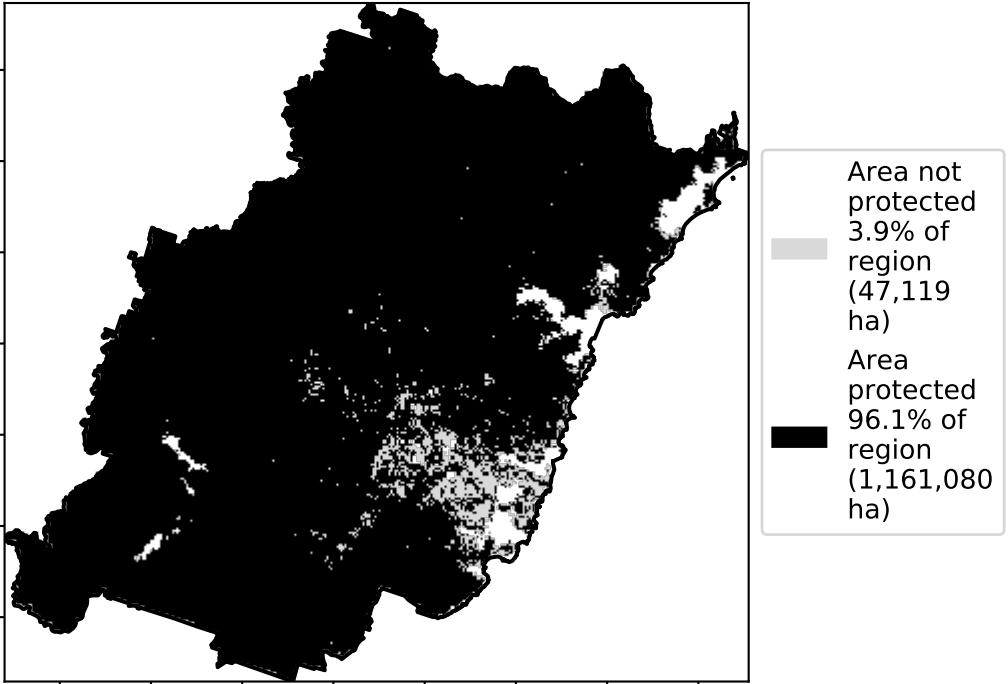 Area not
protected
3.9% of
region
(47,119
ha)
Area
protected
96.1% of
region
(1,161,080
ha)